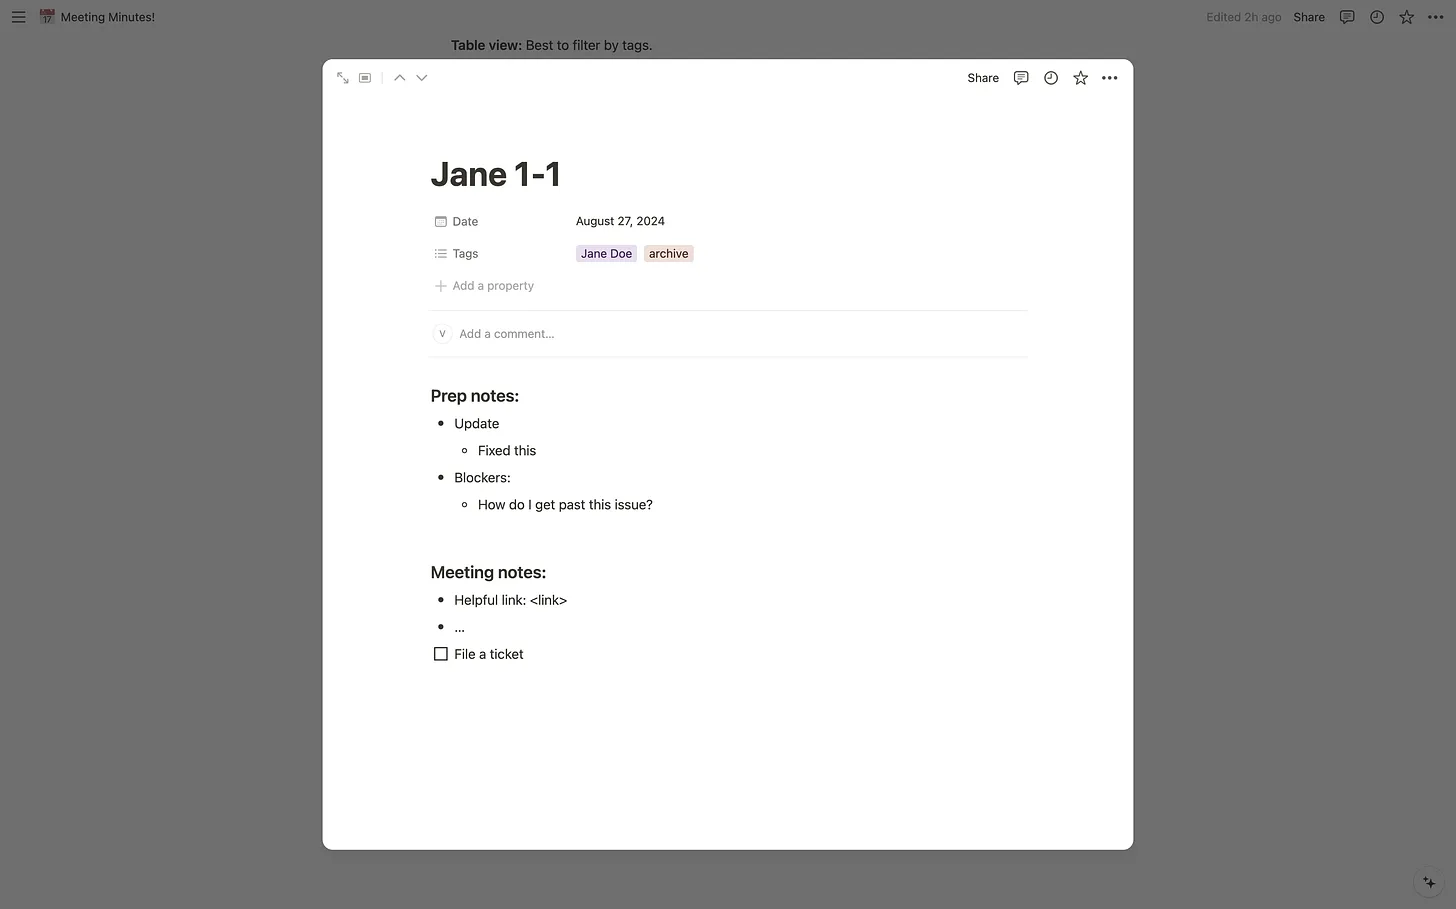 Meeting Minutes!
Edited 2h ago Share
17
Table view: Best to filter by tags.
Share
Jane 1-1
Date August 27, 2024
Tags Jane Doe archive
Add a property
V Add a comment...
Prep notes:
• Update
◦ Fixed this
• Blockers:
◦ How do I get past this issue?
Meeting notes:
• Helpful link: <link>
• ...
File a ticket